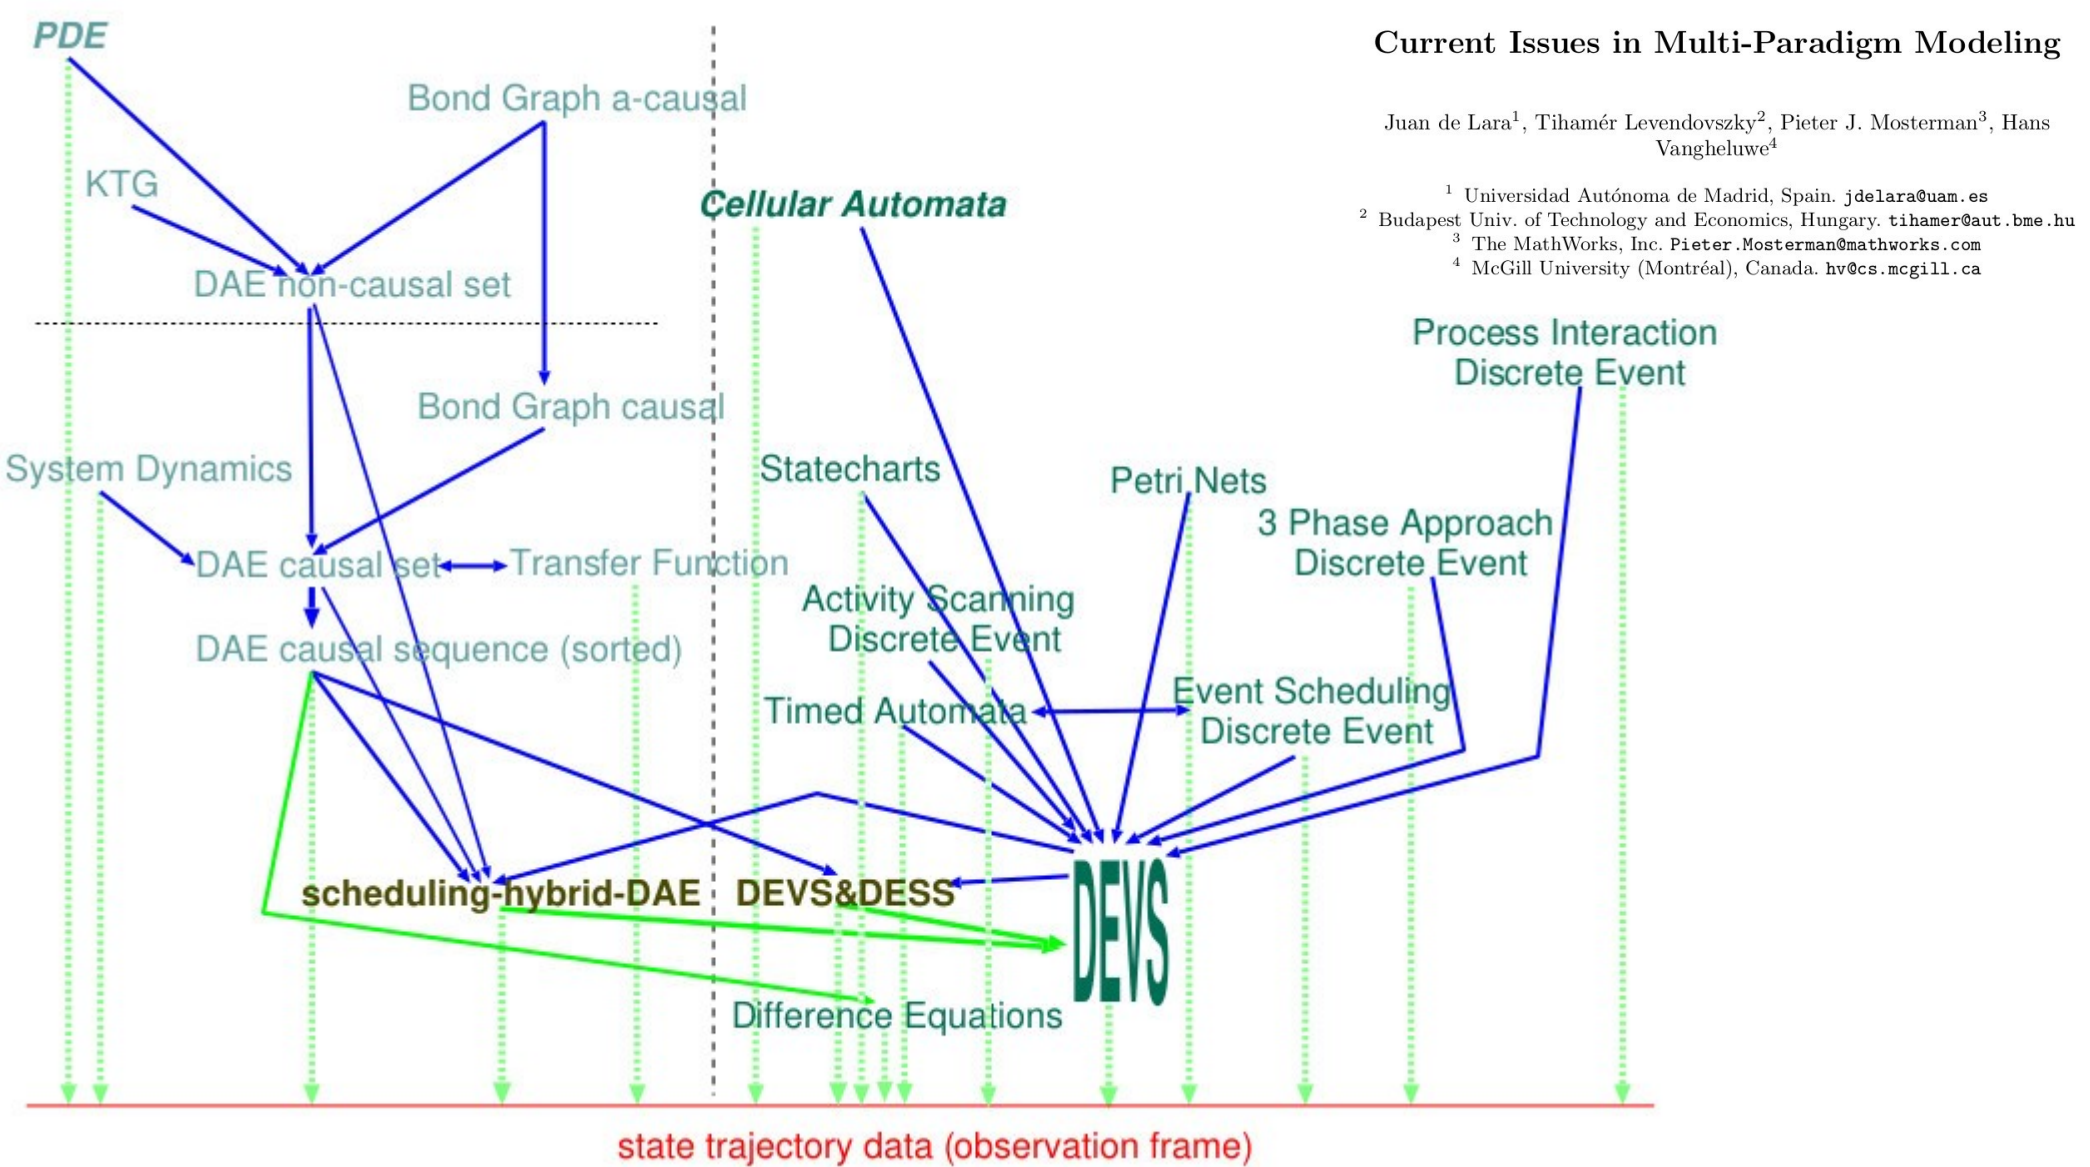 PDE
Current Issues in Multi-Paradigm Modeling
Bond Graph a-causal
Juan de Lara1, Tihamér Levendovszky2, Pieter J. Mosterman3, Hans
Vangheluwe4
KTG
Cellular Automata
1 Universidad Autónoma de Madrid, Spain. jdelara@uam.es
2 Budapest Univ. of Technology and Economics, Hungary. tihamer@aut.bme.hu
3 The MathWorks, Inc. Pieter.Mosterman@mathworks.com
4 McGill University (Montréal), Canada. hv@cs.mcgill.ca
DAE non-causal set
Process Interaction
Discrete Event
Bond Graph causal
System Dynamics
Statecharts
Petri Nets
3 Phase Approach
Discrete Event
DAE causal set
Transfer Function
Activity Scanning
Discrete Event
DAE causal sequence (sorted)
Timed Automata
Event Scheduling
Discrete Event
scheduling-hybrid-DAE
DEVS&DESS
DEVS
Difference Equations
state trajectory data (observation frame)